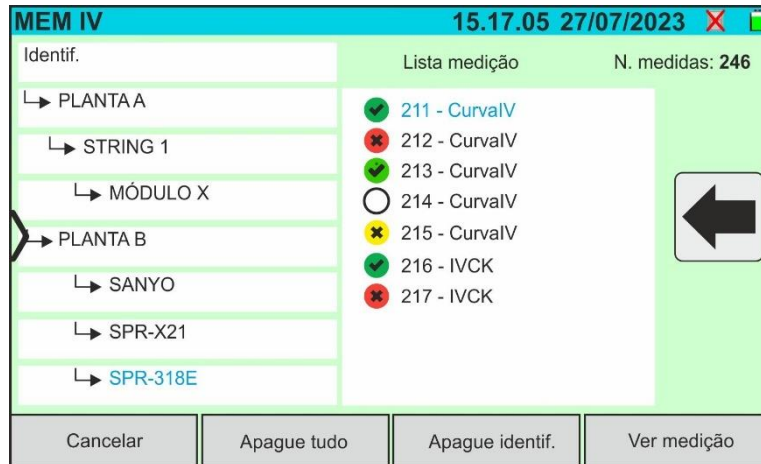 MEM IV 15.17.05 27/07/2023
Identif.
Lista medição N. medidas: 246
PLANTA A
STRING 1
MÓDULO X
PLANTA B
SANYO
SPR-X21
SPR-318E
211 - CurvaIV
212 - CurvaIV
213 - CurvaIV
214 - CurvaIV
215 - CurvaIV
216 - IVCK
217 - IVCK
Cancelar Apague tudo Apague identif. Ver medição